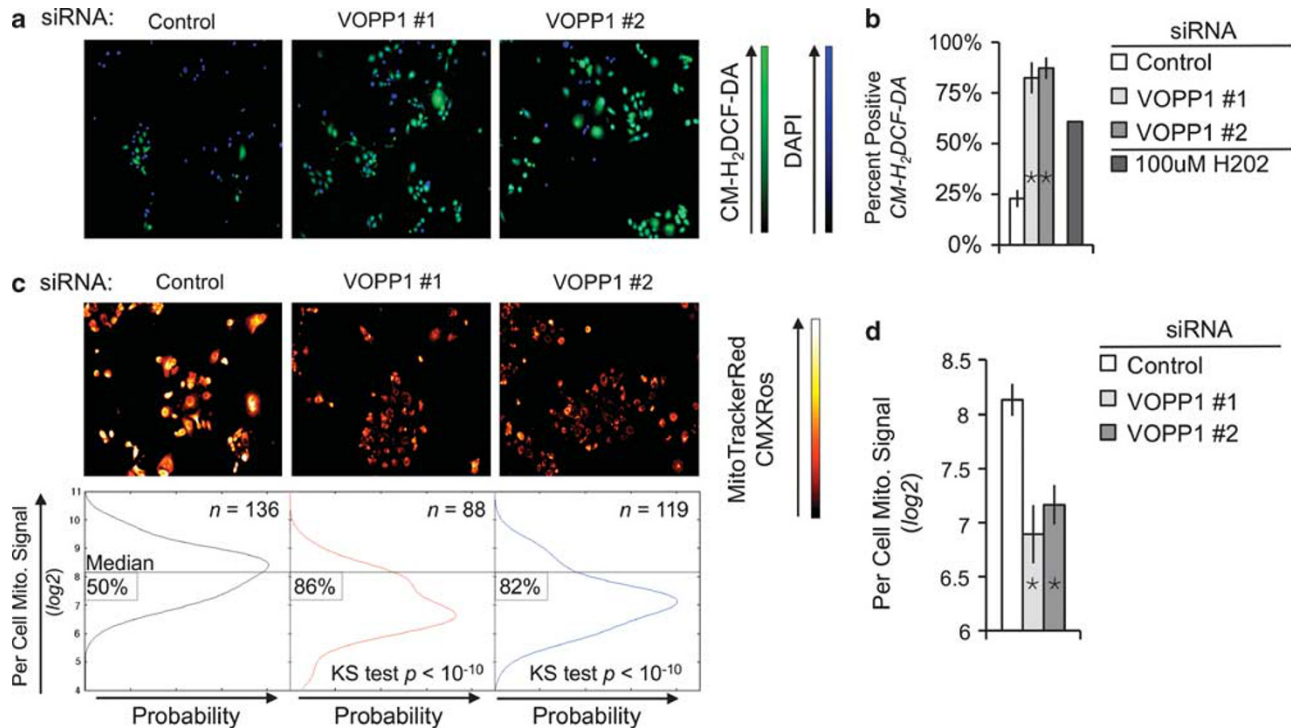 a siRNA: Control VOPP1 #1 VOPP1 #2
CM-H₂DCF-DA
DAPI
b
Percent Positive
CM-H₂DCF-DA
100%
75%
50%
25%
0%
* *
siRNA
Control
VOPP1 #1
VOPP1 #2
100uM H202
c siRNA: Control VOPP1 #1 VOPP1 #2
MitoTrackerRed
CMXRos
Per Cell Mito. Signal
(log2)
11
10
9
8
7
6
5
4
n = 136
Median
50%
n = 88
86%
KS test p < 10⁻¹⁰
n = 119
82%
KS test p < 10⁻¹⁰
Probability Probability Probability
d
Per Cell Mito. Signal
(log2)
8.5
8
7.5
7
6.5
6
* *
siRNA
Control
VOPP1 #1
VOPP1 #2